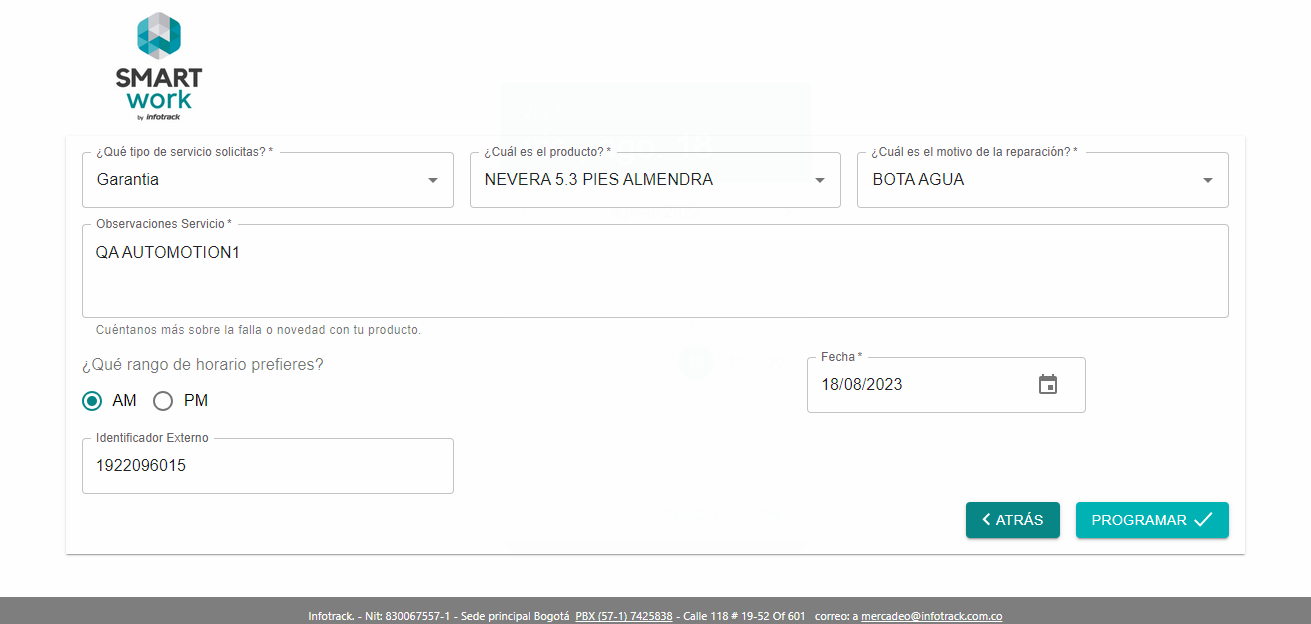 SMART
work
by infotrack
¿Qué tipo de servicio solicitas? *
Garantia
¿Cuál es el producto? *
NEVERA 5.3 PIES ALMENDRA
¿Cuál es el motivo de la reparación? *
BOTA AGUA
Observaciones Servicio *
QA AUTOMOTION1
Cuéntanos más sobre la falla o novedad con tu producto.
¿Qué rango de horario prefieres?
AM PM
Fecha *
18/08/2023
Identificador Externo
1922096015
ATRÁS
PROGRAMAR
Infotrack. - Nit: 830067557-1 - Sede principal Bogotá PBX (57-1) 7425838 - Calle 118 # 19-52 Of 601 correo: a mercadeo@infotrack.com.co